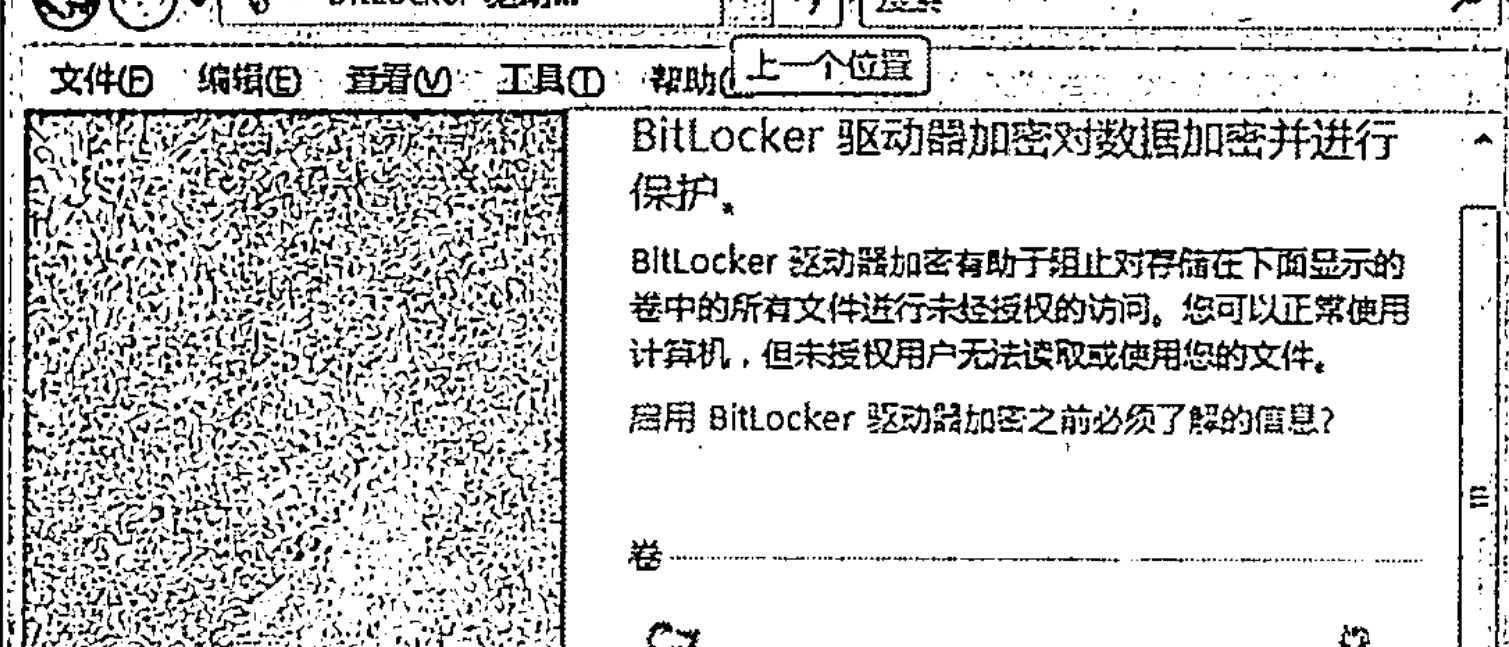 BitLocker 驱动
搜索
文件(F) 编辑(E) 查看(V) 工具(T) 帮助(
上一个位置
BitLocker 驱动器加密对数据加密并进行
保护。
BitLocker 驱动器加密有助于阻止对存储在下面显示的
卷中的所有文件进行未经授权的访问。您可以正常使用
计算机，但未授权用户无法读取或使用您的文件。
启用 BitLocker 驱动器加密之前必须了解的信息?
卷